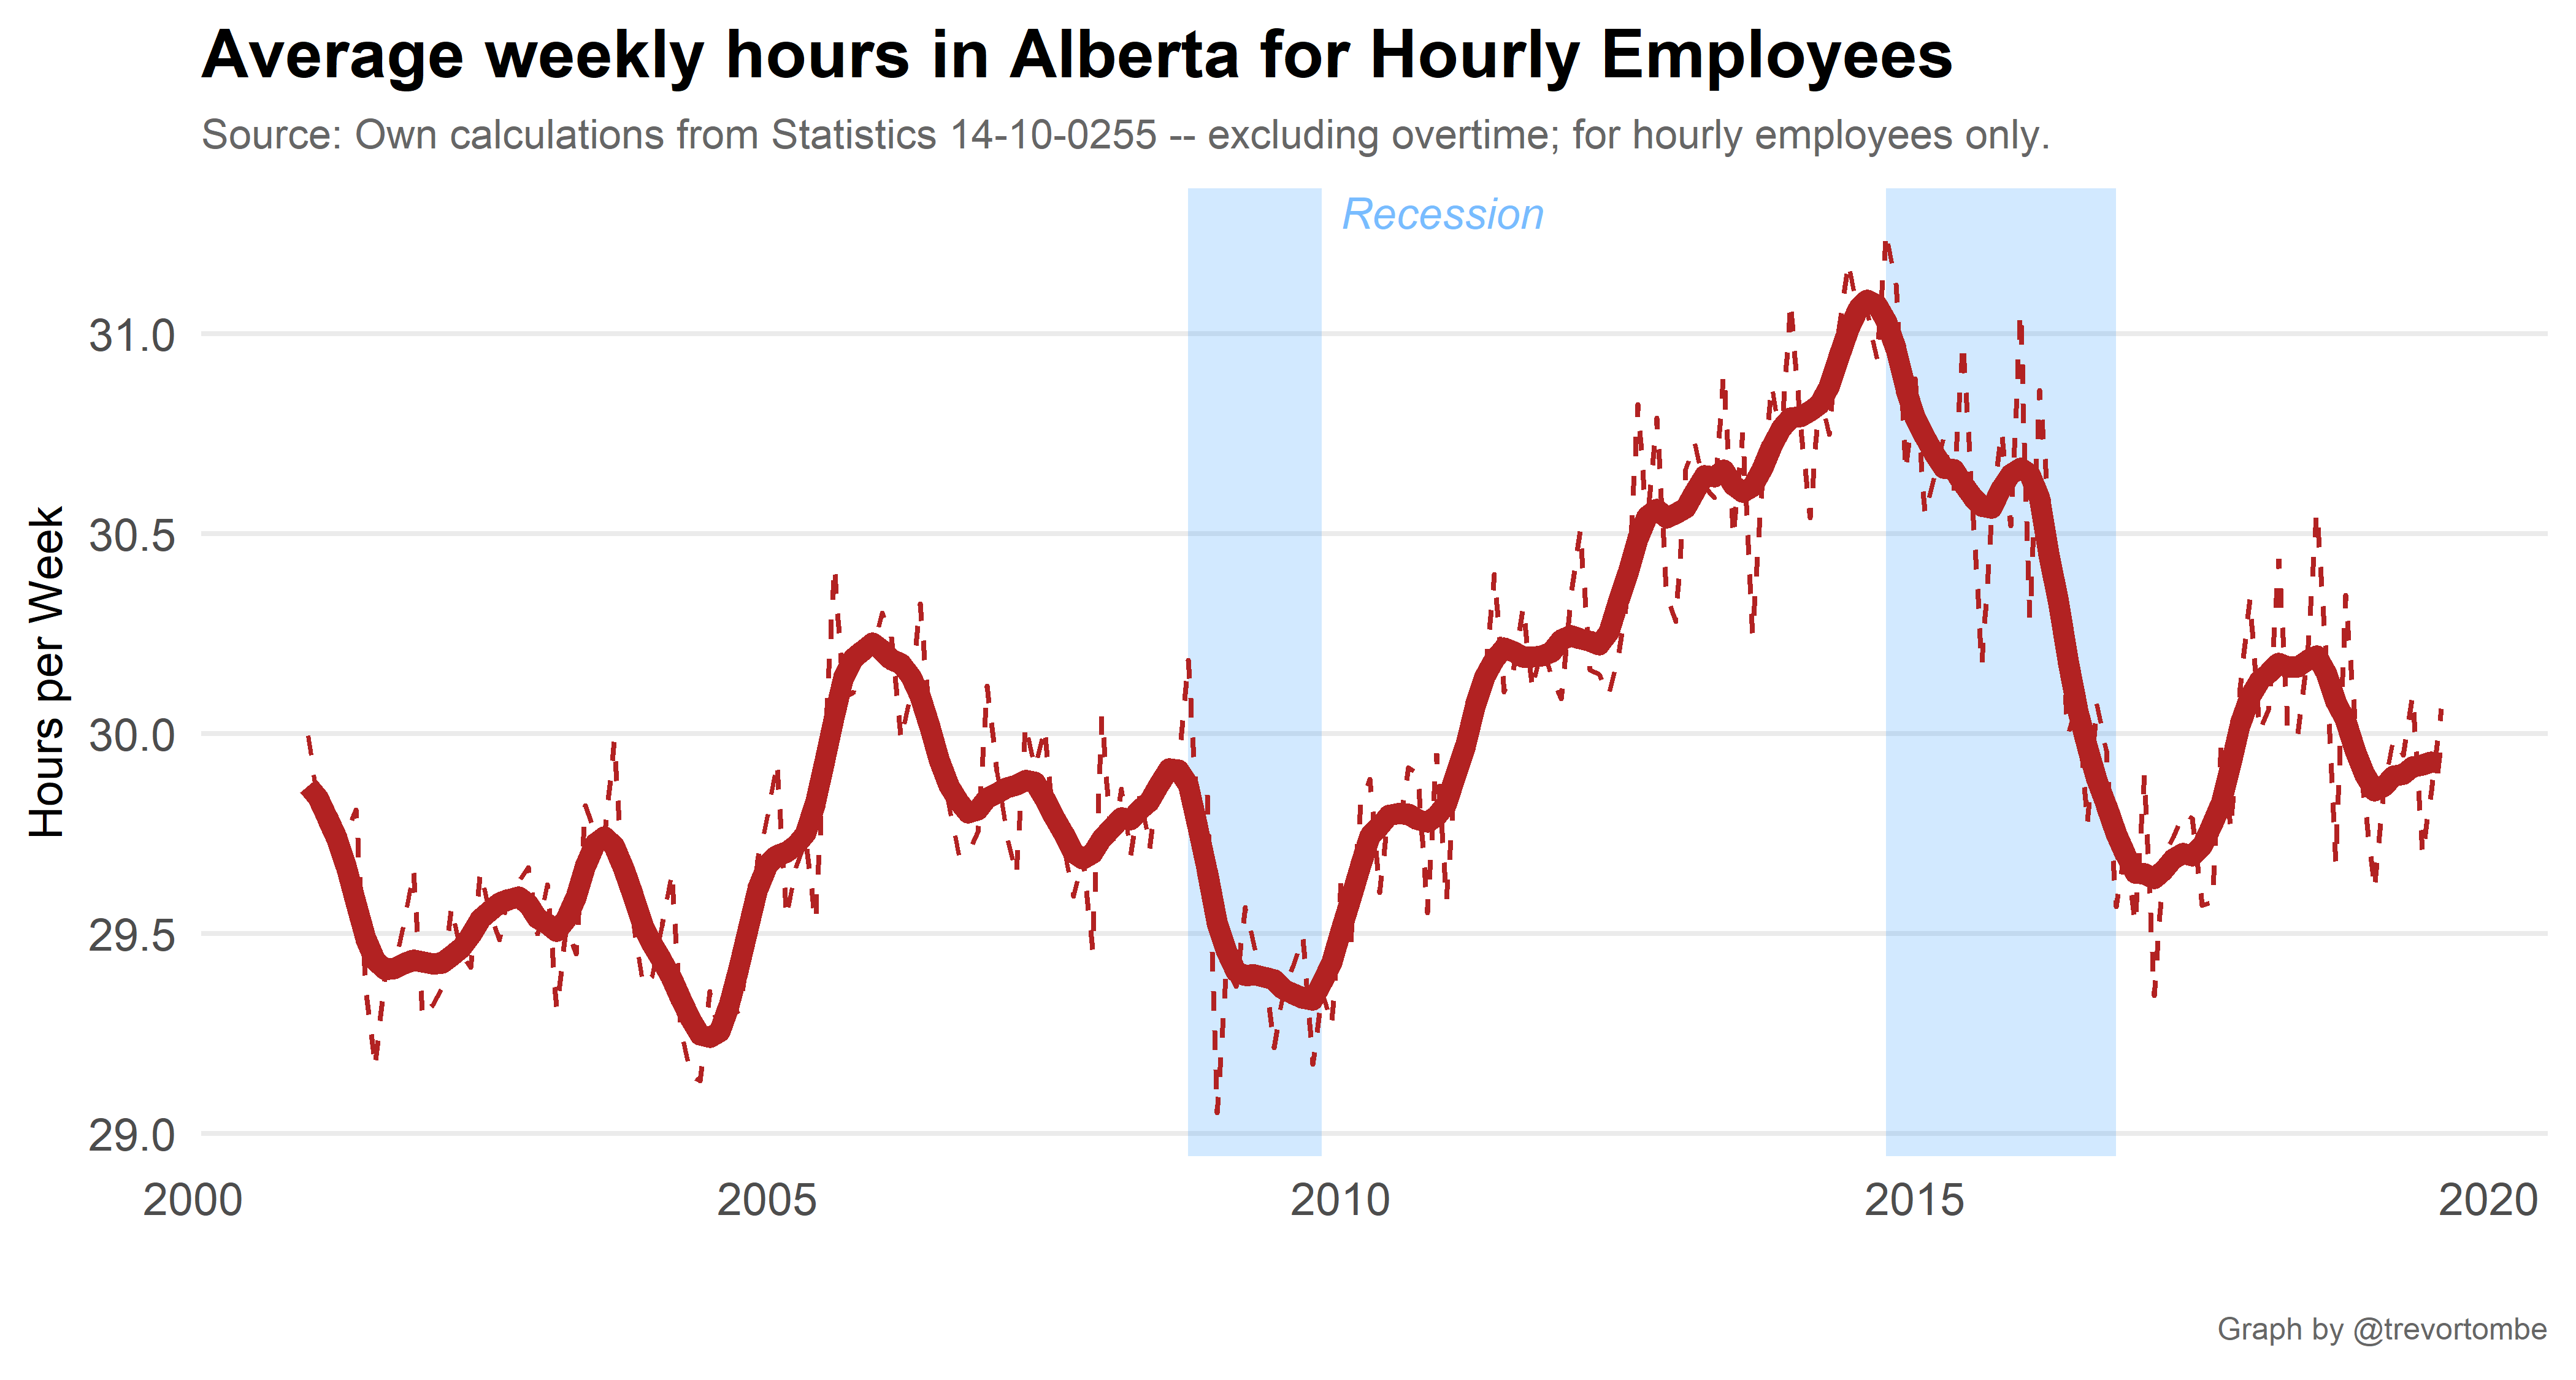 Average weekly hours in Alberta for Hourly Employees
Source: Own calculations from Statistics 14-10-0255 -- excluding overtime; for hourly employees only.
Recession
Hours per Week
31.0
30.5
30.0
29.5
29.0
2000 2005 2010 2015 2020
Graph by @trevortombe